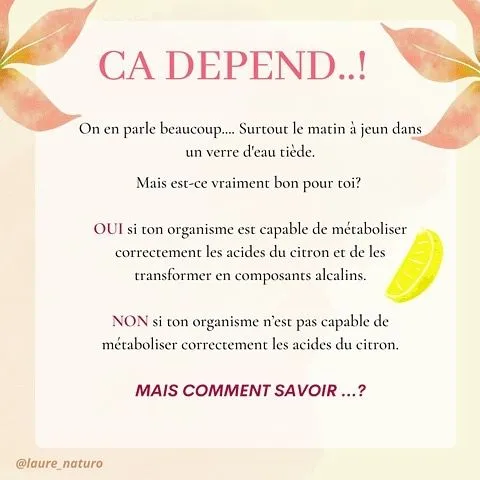 CA DEPEND..!
On en parle beaucoup.... Surtout le matin à jeun dans
un verre d'eau tiède.
Mais est-ce vraiment bon pour toi?
OUI si ton organisme est capable de métaboliser
correctement les acides du citron et de les
transformer en composants alcalins.
NON si ton organisme n'est pas capable de
métaboliser correctement les acides du citron.
MAIS COMMENT SAVOIR ...?
@laure_naturo